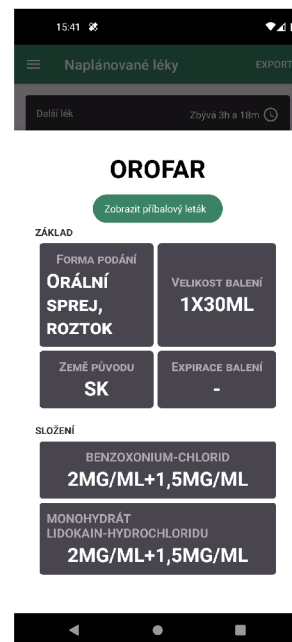 15:41
Naplánované léky EXPORT
Další lék Zbývá 3h a 18m
OROFAR
Zobrazit příbalový leták
ZÁKLAD
FORMA PODÁNÍ
ORÁLNÍ
SPREJ,
ROZTOK
VELIKOST BALENÍ
1X30ML
ZEMĚ PŮVODU
SK
EXPIRACE BALENÍ
-
SLOŽENÍ
BENZOXONIUM-CHLORID
2MG/ML+1,5MG/ML
MONOHYDRÁT
LIDOKAIN-HYDROCHLORIDU
2MG/ML+1,5MG/ML